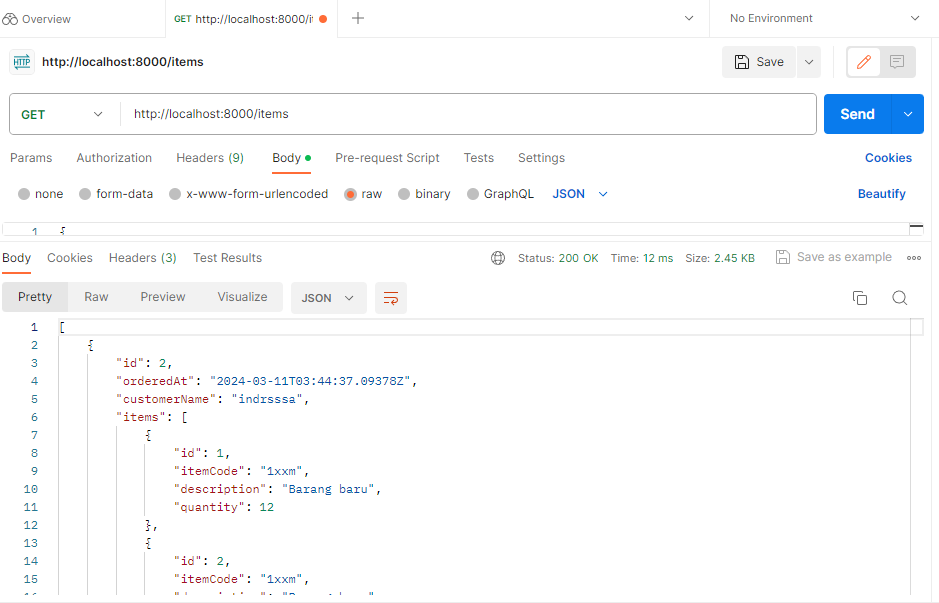 Overview
GET http://localhost:8000/it
No Environment
HTTP http://localhost:8000/items
Save
GET http://localhost:8000/items
Send
Params Authorization Headers (9) Body Pre-request Script Tests Settings Cookies
none form-data x-www-form-urlencoded raw binary GraphQL JSON Beautify
1 {
Body Cookies Headers (3) Test Results Status: 200 OK Time: 12 ms Size: 2.45 KB Save as example
Pretty Raw Preview Visualize JSON
1 [
2 {
3 "id": 2,
4 "orderedAt": "2024-03-11T03:44:37.09378Z",
5 "customerName": "indrsssa",
6 "items": [
7 {
8 "id": 1,
9 "itemCode": "1xxm",
10 "description": "Barang baru",
11 "quantity": 12
12 },
13 {
14 "id": 2,
15 "itemCode": "1xxm",
16 "description": "Barang baru",